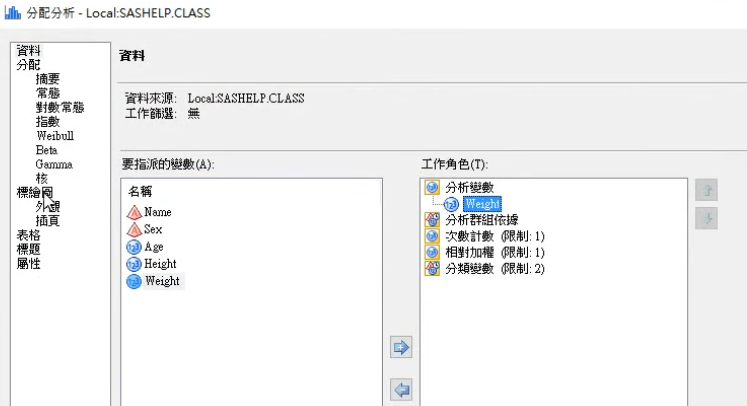 分配分析 - Local:SASHELP.CLASS
資料
分配
摘要
常態
對數常態
指數
Weibull
Beta
Gamma
核
標繪圖
外觀
插頁
表格
標題
屬性
資料
資料來源: Local:SASHELP.CLASS
工作篩選: 無
要指派的變數(A):
名稱
Name
Sex
Age
Height
Weight
工作角色(T):
分析變數
Weight
分析群組依據
次數計數 (限制: 1)
相對加權 (限制: 1)
分類變數 (限制: 2)